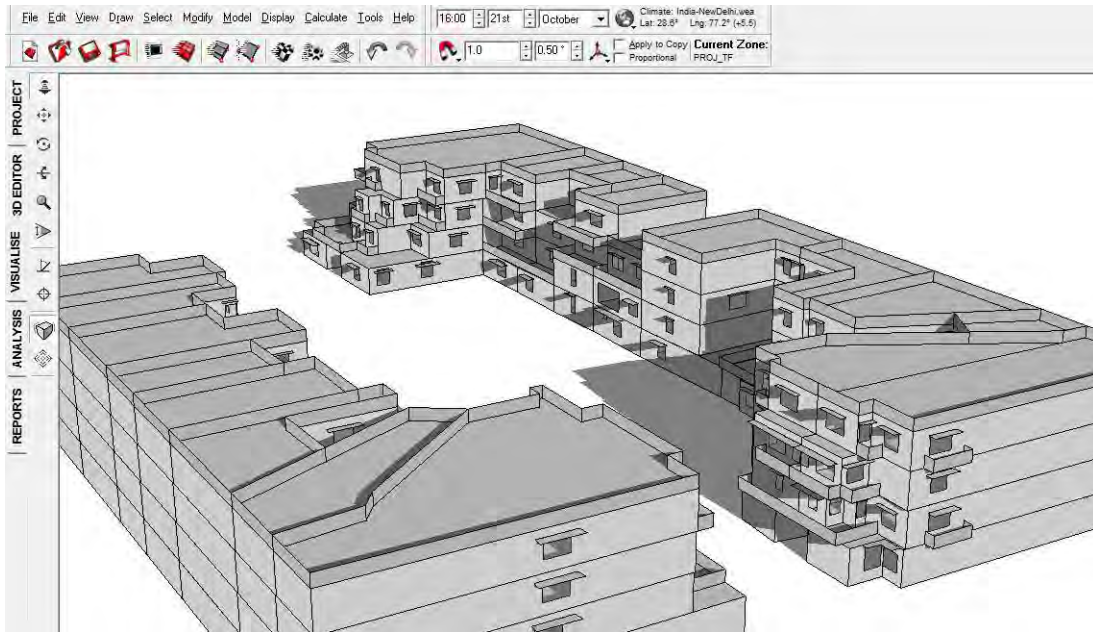 File Edit View Draw Select Modify Model Display Calculate Tools Help
16:00 21st October
Climate: India-NewDelhi.wea
Lat: 28.6° Lng: 77.2° (+5.5)
1.0 0.50 °
Apply to Copy Current Zone:
Proportional PROJ_TF
PROJECT
3D EDITOR
VISUALISE
ANALYSIS
REPORTS